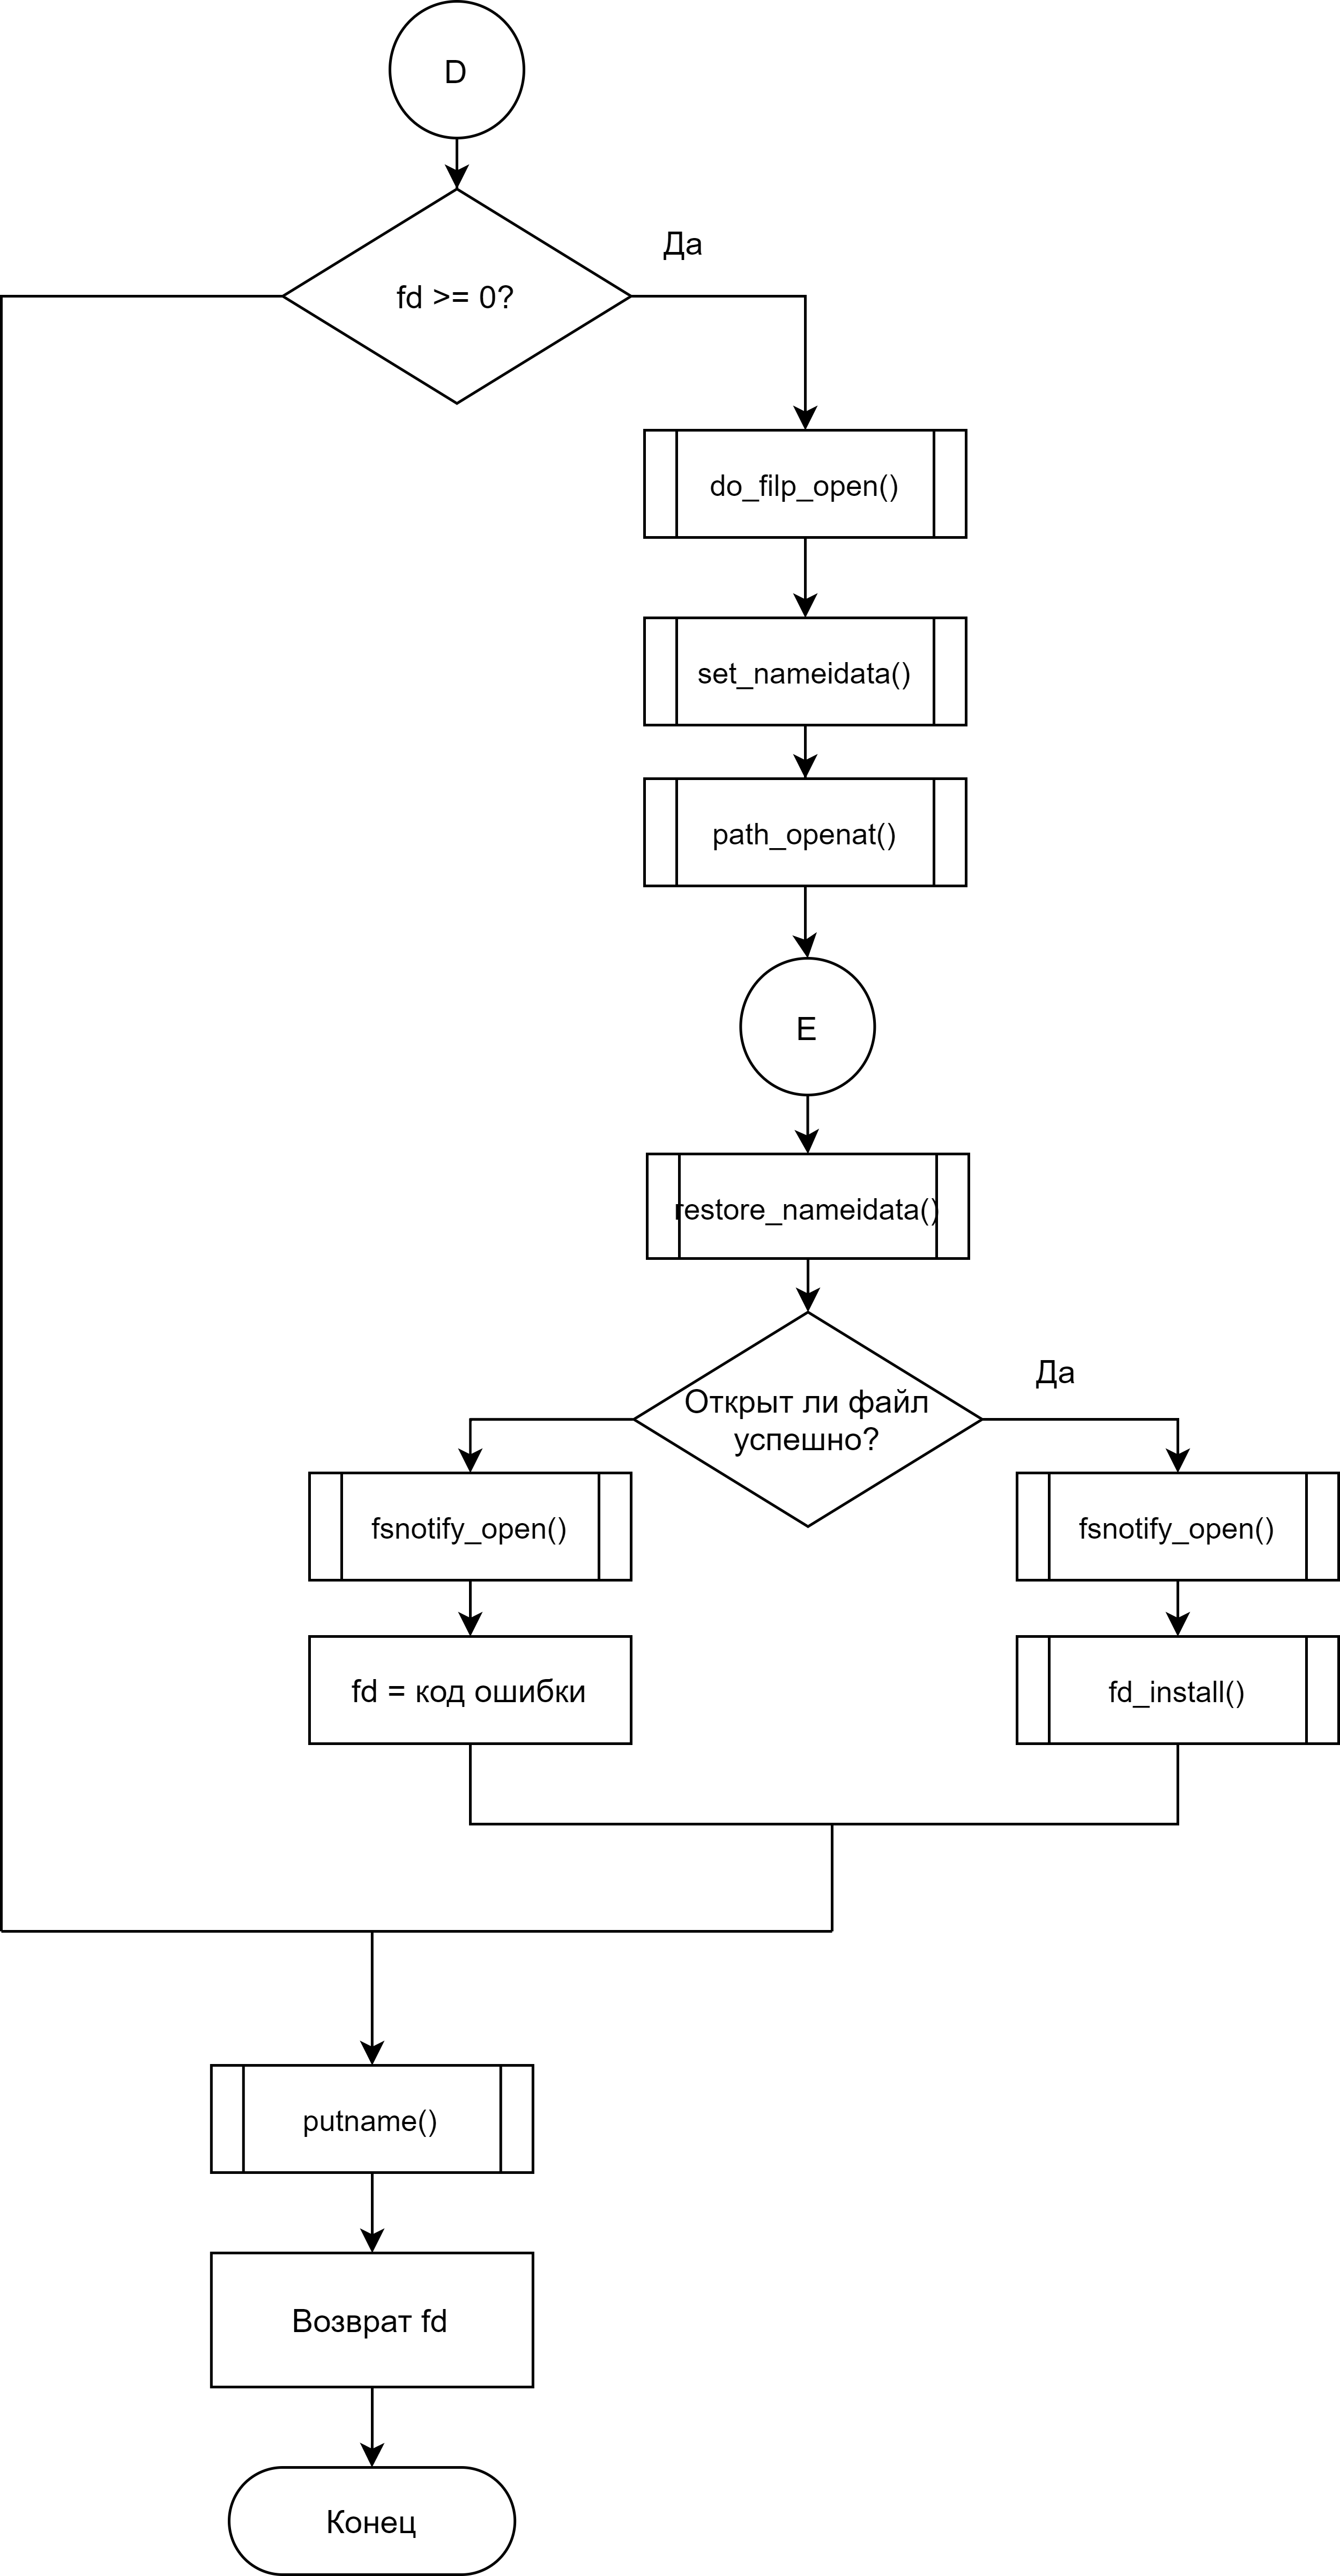 D
Да
fd >= 0?
do_filp_open()
set_nameidata()
path_openat()
E
restore_nameidata()
Да
Открыт ли файл
успешно?
fsnotify_open()
fsnotify_open()
fd = код ошибки
fd_install()
putname()
Возврат fd
Конец